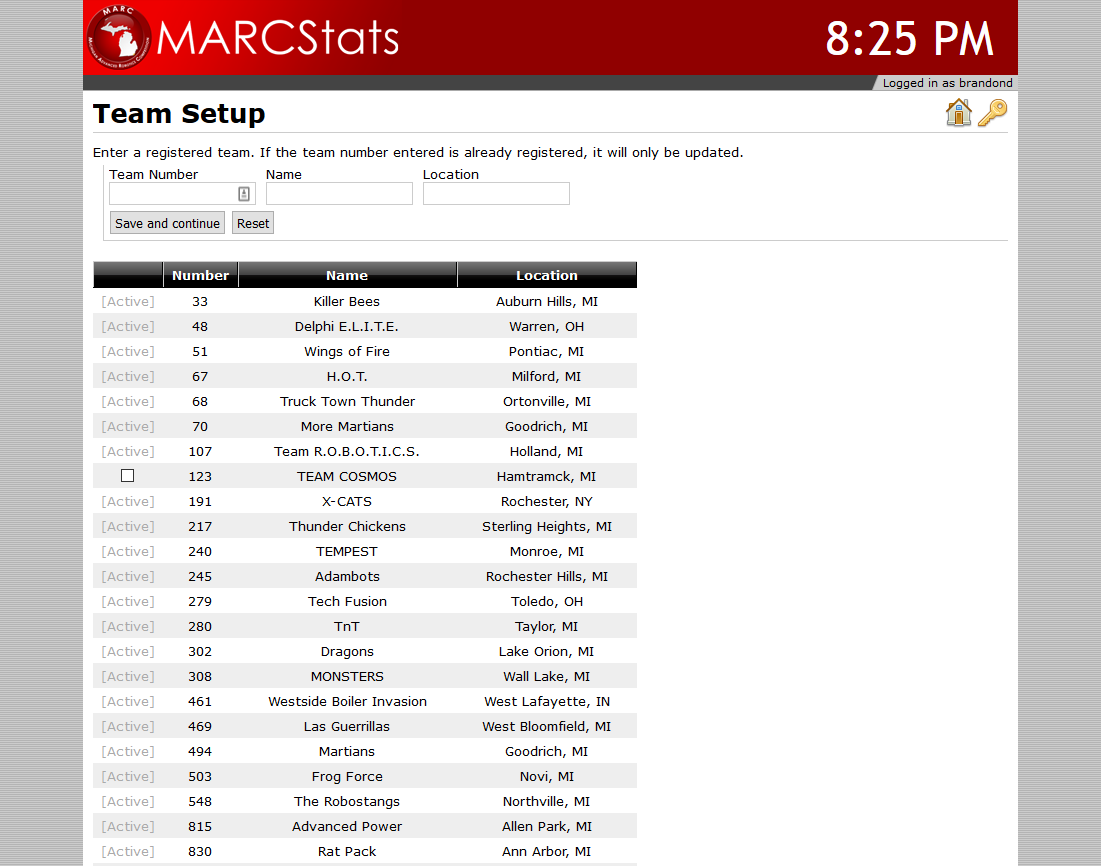 MARC
MARCStats
8:25 PM
Logged in as brandond
Team Setup
Enter a registered team. If the team number entered is already registered, it will only be updated.
Team Number Name Location
Save and continue Reset
Number Name Location
[Active] 33 Killer Bees Auburn Hills, MI
[Active] 48 Delphi E.L.I.T.E. Warren, OH
[Active] 51 Wings of Fire Pontiac, MI
[Active] 67 H.O.T. Milford, MI
[Active] 68 Truck Town Thunder Ortonville, MI
[Active] 70 More Martians Goodrich, MI
[Active] 107 Team R.O.B.O.T.I.C.S. Holland, MI
123 TEAM COSMOS Hamtramck, MI
[Active] 191 X-CATS Rochester, NY
[Active] 217 Thunder Chickens Sterling Heights, MI
[Active] 240 TEMPEST Monroe, MI
[Active] 245 Adambots Rochester Hills, MI
[Active] 279 Tech Fusion Toledo, OH
[Active] 280 TnT Taylor, MI
[Active] 302 Dragons Lake Orion, MI
[Active] 308 MONSTERS Wall Lake, MI
[Active] 461 Westside Boiler Invasion West Lafayette, IN
[Active] 469 Las Guerrillas West Bloomfield, MI
[Active] 494 Martians Goodrich, MI
[Active] 503 Frog Force Novi, MI
[Active] 548 The Robostangs Northville, MI
[Active] 815 Advanced Power Allen Park, MI
[Active] 830 Rat Pack Ann Arbor, MI